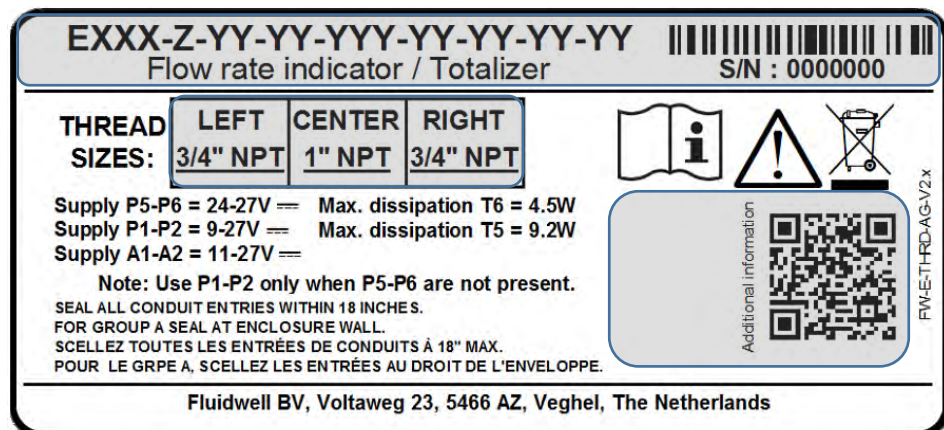 EXXX-Z-YY-YY-YYY-YY-YY-YY-YY
Flow rate indicator / Totalizer
S/N : 0000000
THREAD SIZES:
LEFT CENTER RIGHT
3/4" NPT 1" NPT 3/4" NPT
Supply P5-P6 = 24-27V ⎓ Max. dissipation T6 = 4.5W
Supply P1-P2 = 9-27V ⎓ Max. dissipation T5 = 9.2W
Supply A1-A2 = 11-27V ⎓
Note: Use P1-P2 only when P5-P6 are not present.
SEAL ALL CONDUIT ENTRIES WITHIN 18 INCHES.
FOR GROUP A SEAL AT ENCLOSURE WALL.
SCELLEZ TOUTES LES ENTRÉES DE CONDUITS À 18" MAX.
POUR LE GRPE A, SCELLEZ LES ENTRÉES AU DROIT DE L'ENVELOPPE.
Additional information
FW-E-THRD-AG-V2.x
Fluidwell BV, Voltaweg 23, 5466 AZ, Veghel, The Netherlands